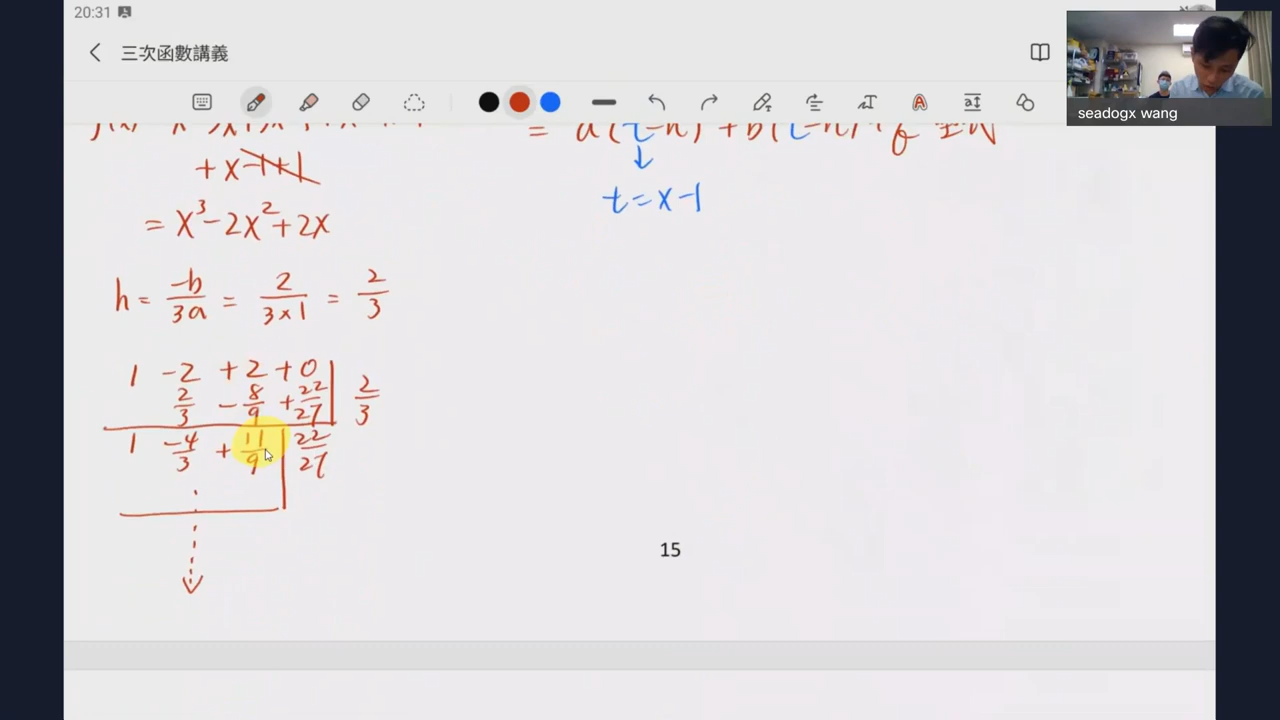 20:31
三次函數講義
seadogx wang
+ x -1+1
= x³-2x²+2x
t=x-1
h = -b/3a = 2/3×1 = 2/3
1 -2 +2 +0
2/3 -8/9 +22/27 2/3
1 -4/3 + 11/9 22/27
15